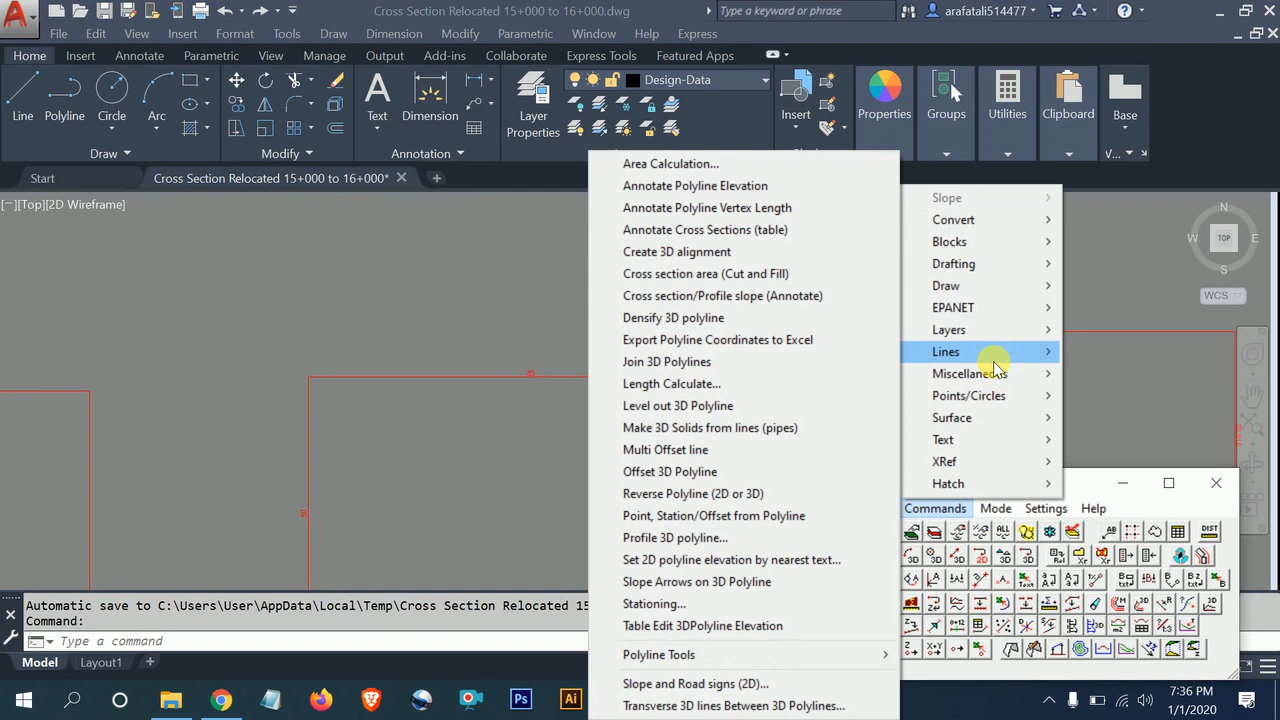 Cross Section Relocated 15+000 to 16+000.dwg
Type a keyword or phrase
arafatali514477
File Edit View Insert Format Tools Draw Dimension Modify Parametric Window Help Express
Home Insert Annotate Parametric View Manage Output Add-ins Collaborate Express Tools Featured Apps
Line Polyline Circle Arc
Text Dimension
Layer
Properties
Design-Data
Insert
Properties
Groups
Utilities
Clipboard
Base
Draw Modify Annotation
V...
Start
Cross Section Relocated 15+000 to 16+000*
[−][Top][2D Wireframe]
N
W TOP E
S
WCS
Area Calculation...
Annotate Polyline Elevation
Annotate Polyline Vertex Length
Annotate Cross Sections (table)
Create 3D alignment
Cross section area (Cut and Fill)
Cross section/Profile slope (Annotate)
Densify 3D polyline
Export Polyline Coordinates to Excel
Join 3D Polylines
Length Calculate...
Level out 3D Polyline
Make 3D Solids from lines (pipes)
Multi Offset line
Offset 3D Polyline
Reverse Polyline (2D or 3D)
Point, Station/Offset from Polyline
Profile 3D polyline...
Set 2D polyline elevation by nearest text...
Slope Arrows on 3D Polyline
Stationing...
Table Edit 3DPolyline Elevation
Polyline Tools
Slope and Road signs (2D)...
Transverse 3D lines Between 3D Polylines...
Slope
Convert
Blocks
Drafting
Draw
EPANET
Layers
Lines
Miscellaneous
Points/Circles
Surface
Text
XRef
Hatch
Commands Mode Settings Help
DIST
ALL
Automatic save to C:\Users\User\AppData\Local\Temp\Cross Section Relocated 15
Command:
Type a command
Model Layout1
7:36 PM
1/1/2020